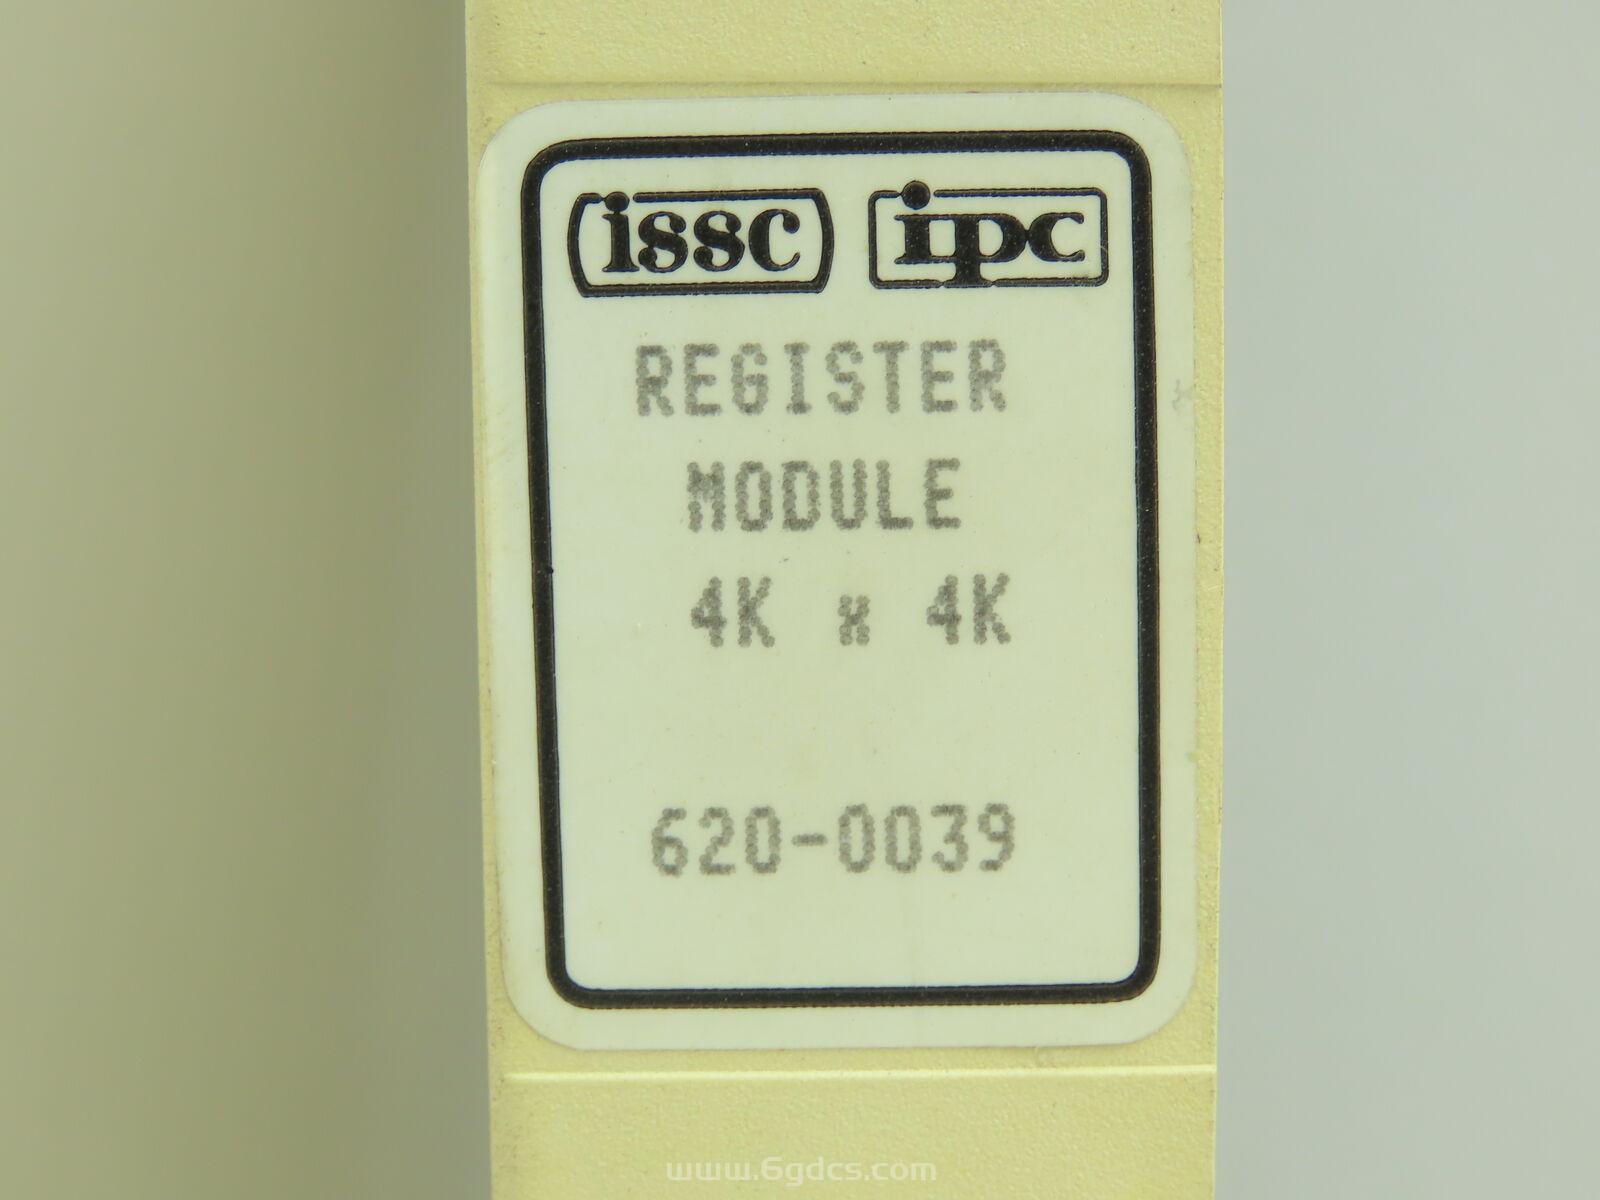 issc ipc
REGISTER
MODULE
4K x 4K
620-0039
www.6gdcs.com